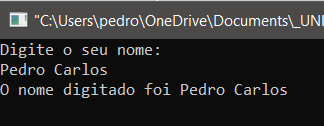 "C:\Users\pedro\OneDrive\Documents\_UNI
Digite o seu nome:
Pedro Carlos
O nome digitado foi Pedro Carlos